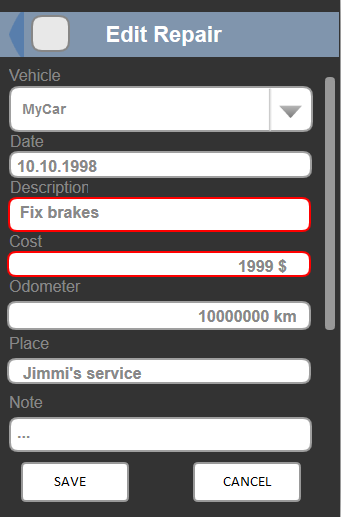 Edit Repair
Vehicle
MyCar
Date
10.10.1998
Description
Fix brakes
Cost
1999 $
Odometer
10000000 km
Place
Jimmi's service
Note
...
SAVE CANCEL